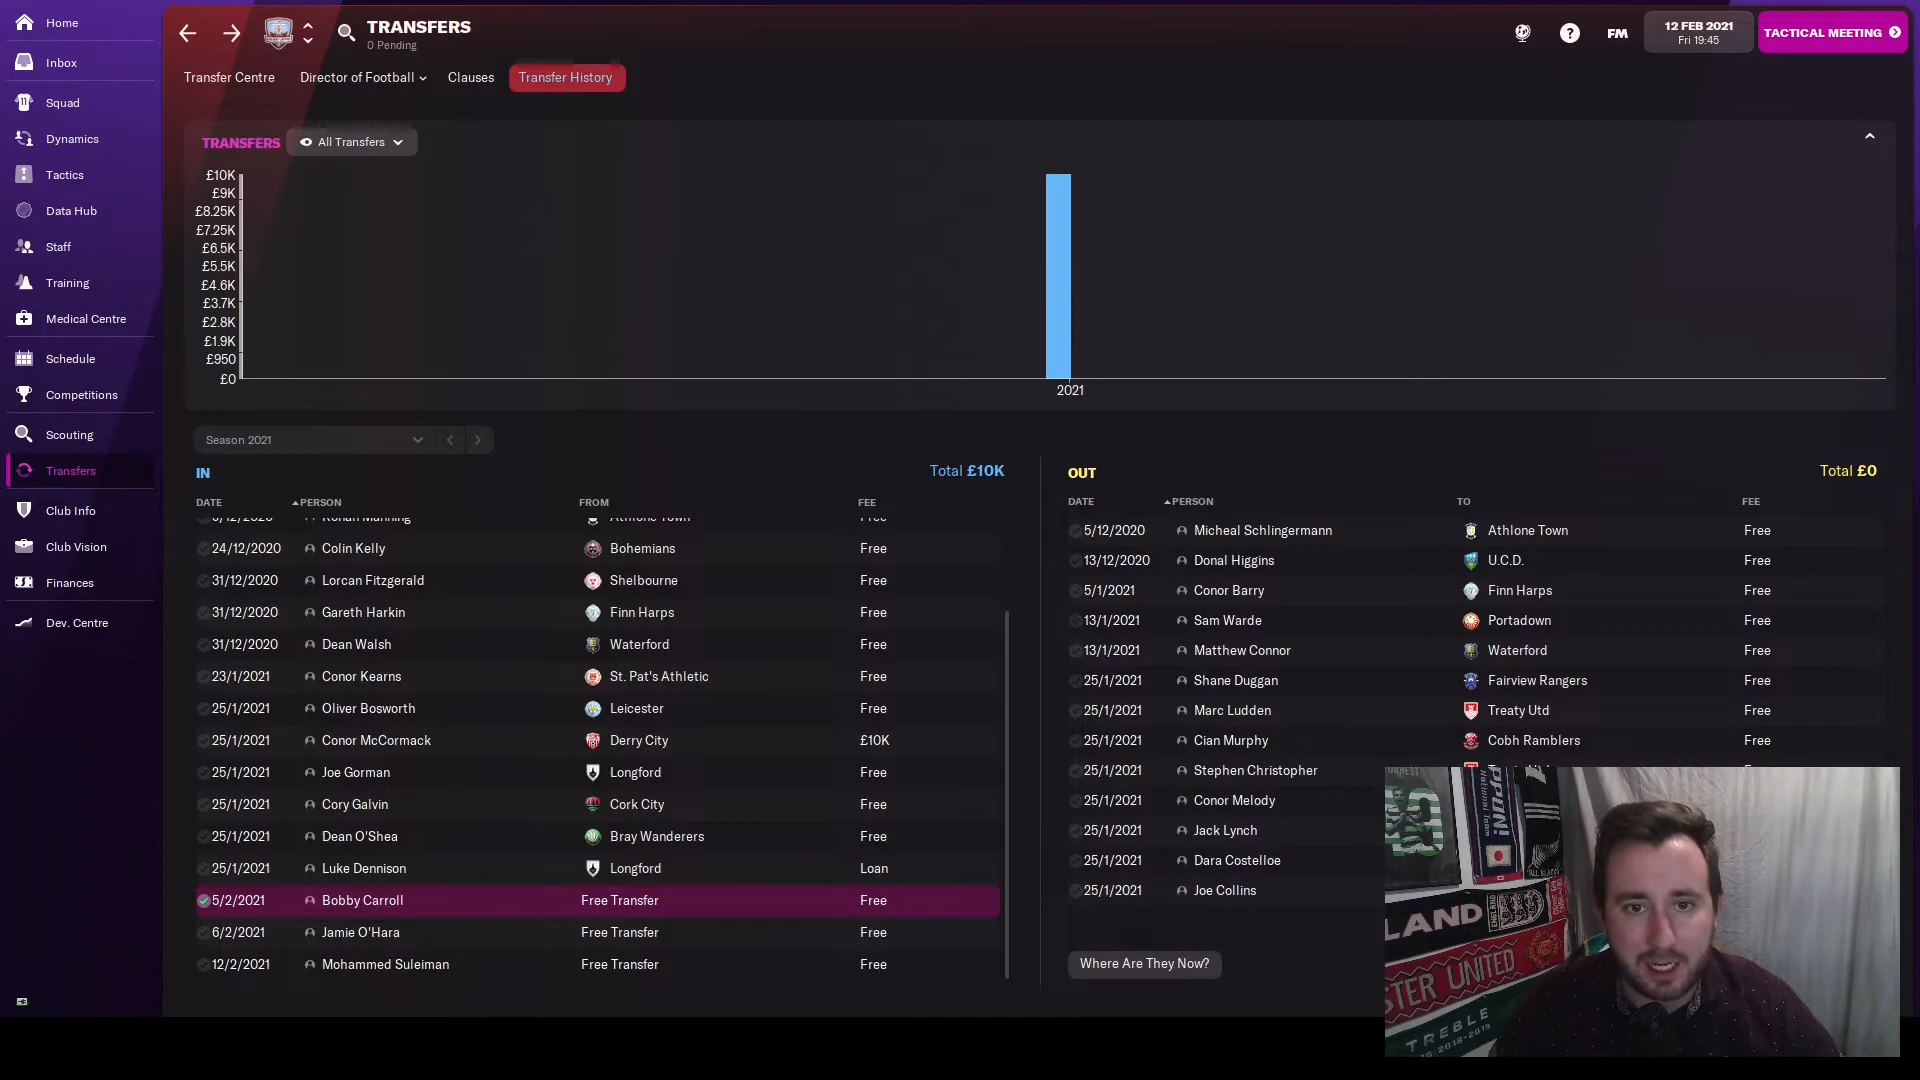 Home
Inbox
Squad
Dynamics
Tactics
Data Hub
Staff
Training
Medical Centre
Schedule
Competitions
Scouting
Transfers
Club Info
Club Vision
Finances
Dev. Centre
TRANSFERS
0 Pending
FM
12 FEB 2021
Fri 19:45
TACTICAL MEETING
Transfer Centre Director of Football Clauses Transfer History
TRANSFERS All Transfers
£10K
£9K
£8.25K
£7.25K
£6.5K
£5.5K
£4.6K
£3.7K
£2.8K
£1.9K
£950
£0
2021
Season 2021
IN Total £10K
DATE PERSON FROM FEE
24/12/2020 Colin Kelly Bohemians Free
31/12/2020 Lorcan Fitzgerald Shelbourne Free
31/12/2020 Gareth Harkin Finn Harps Free
31/12/2020 Dean Walsh Waterford Free
23/1/2021 Conor Kearns St. Pat's Athletic Free
25/1/2021 Oliver Bosworth Leicester Free
25/1/2021 Conor McCormack Derry City £10K
25/1/2021 Joe Gorman Longford Free
25/1/2021 Cory Galvin Cork City Free
25/1/2021 Dean O'Shea Bray Wanderers Free
25/1/2021 Luke Dennison Longford Loan
5/2/2021 Bobby Carroll Free Transfer Free
6/2/2021 Jamie O'Hara Free Transfer Free
12/2/2021 Mohammed Suleiman Free Transfer Free
OUT Total £0
DATE PERSON TO FEE
5/12/2020 Micheal Schlingermann Athlone Town Free
13/12/2020 Donal Higgins U.C.D. Free
5/1/2021 Conor Barry Finn Harps Free
13/1/2021 Sam Warde Portadown Free
13/1/2021 Matthew Connor Waterford Free
25/1/2021 Shane Duggan Fairview Rangers Free
25/1/2021 Marc Ludden Treaty Utd Free
25/1/2021 Cian Murphy Cobh Ramblers Free
25/1/2021 Stephen Christopher
25/1/2021 Conor Melody
25/1/2021 Jack Lynch
25/1/2021 Dara Costelloe
25/1/2021 Joe Collins
Where Are They Now?
National Team
ALL BLACKS
LAND
ENGLAND
STER UNITED
TREBLE
2018-2019